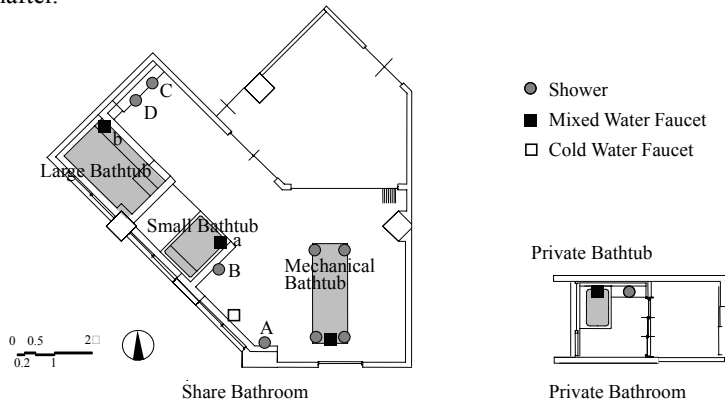 hafter.
C
D
b
Large Bathtub
Small Bathtub
a
B
Mechanical
Bathtub
A
0 0.5 2
0.2 1
Share Bathroom
Shower
Mixed Water Faucet
Cold Water Faucet
Private Bathtub
Private Bathroom